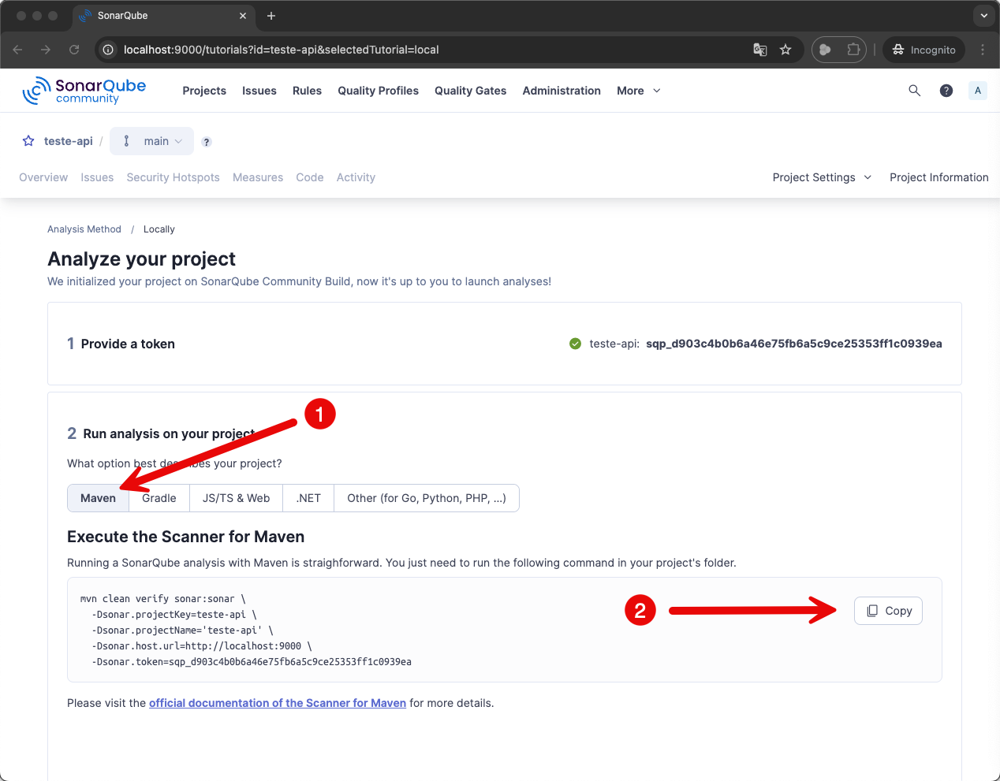 SonarQube
localhost:9000/tutorials?id=teste-api&selectedTutorial=local
Incognito
SonarQube
community
Projects Issues Rules Quality Profiles Quality Gates Administration More
? A
teste-api / main ?
Overview Issues Security Hotspots Measures Code Activity Project Settings Project Information
Analysis Method / Locally
Analyze your project
We initialized your project on SonarQube Community Build, now it's up to you to launch analyses!
1 Provide a token
teste-api: sqp_d903c4b0b6a46e75fb6a5c9ce25353ff1c0939ea
1
2 Run analysis on your project
What option best describes your project?
Maven Gradle JS/TS & Web .NET Other (for Go, Python, PHP, ...)
Execute the Scanner for Maven
Running a SonarQube analysis with Maven is straighforward. You just need to run the following command in your project's folder.
mvn clean verify sonar:sonar \
-Dsonar.projectKey=teste-api \
-Dsonar.projectName='teste-api' \
-Dsonar.host.url=http://localhost:9000 \
-Dsonar.token=sqp_d903c4b0b6a46e75fb6a5c9ce25353ff1c0939ea
2
Copy
Please visit the official documentation of the Scanner for Maven for more details.